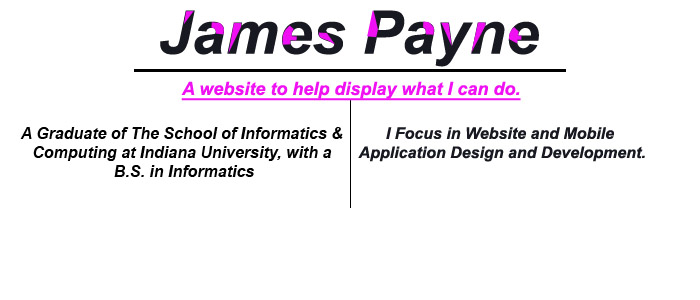 James Payne
A website to help display what I can do.
A Graduate of The School of Informatics &
Computing at Indiana University, with a
B.S. in Informatics
I Focus in Website and Mobile
Application Design and Development.